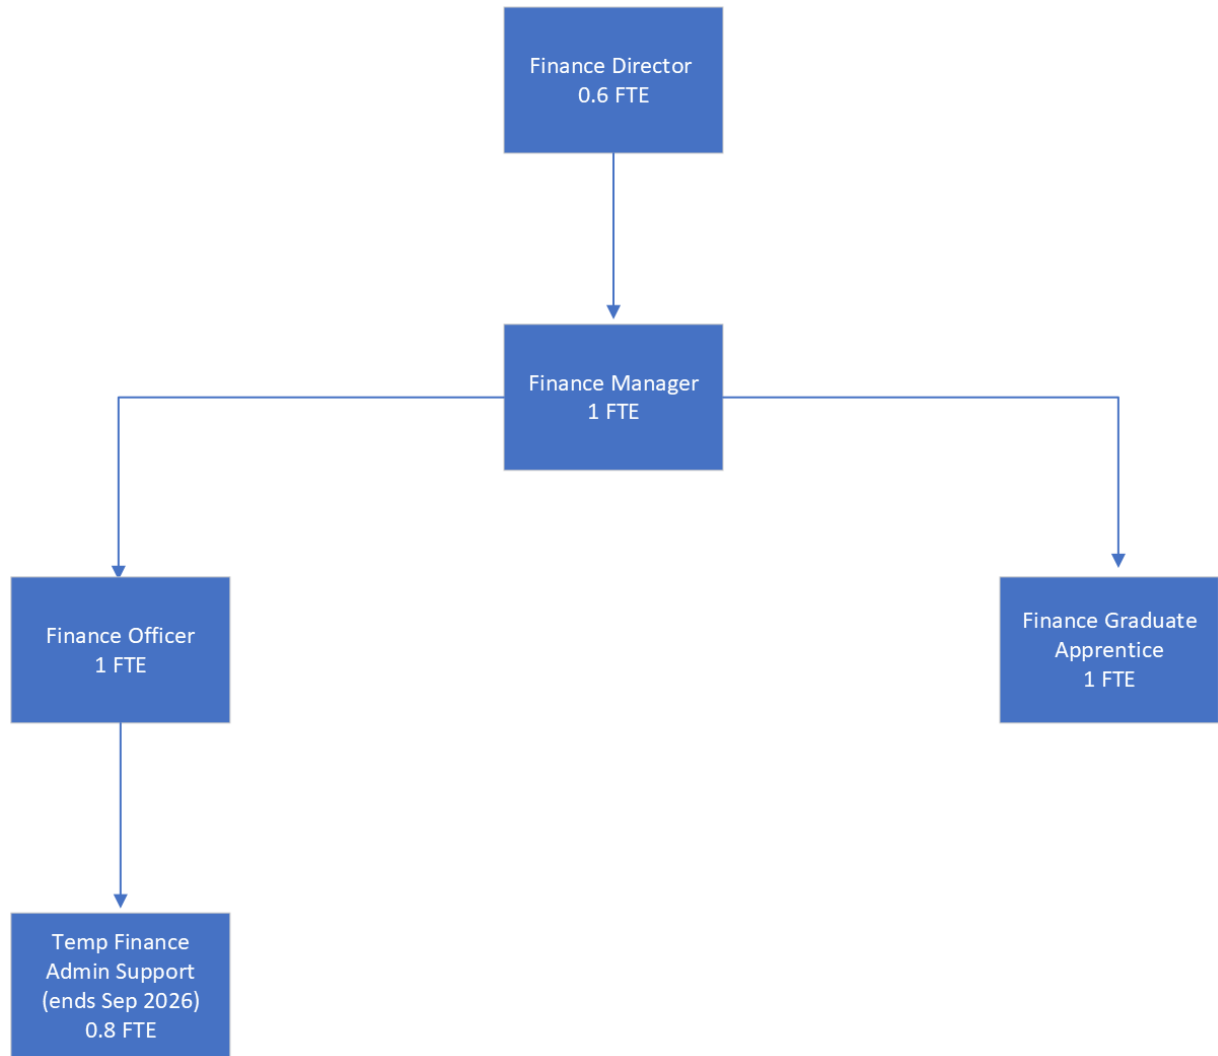 Finance Director
0.6 FTE
Finance Manager
1 FTE
Finance Officer
1 FTE
Finance Graduate
Apprentice
1 FTE
Temp Finance
Admin Support
(ends Sep 2026)
0.8 FTE